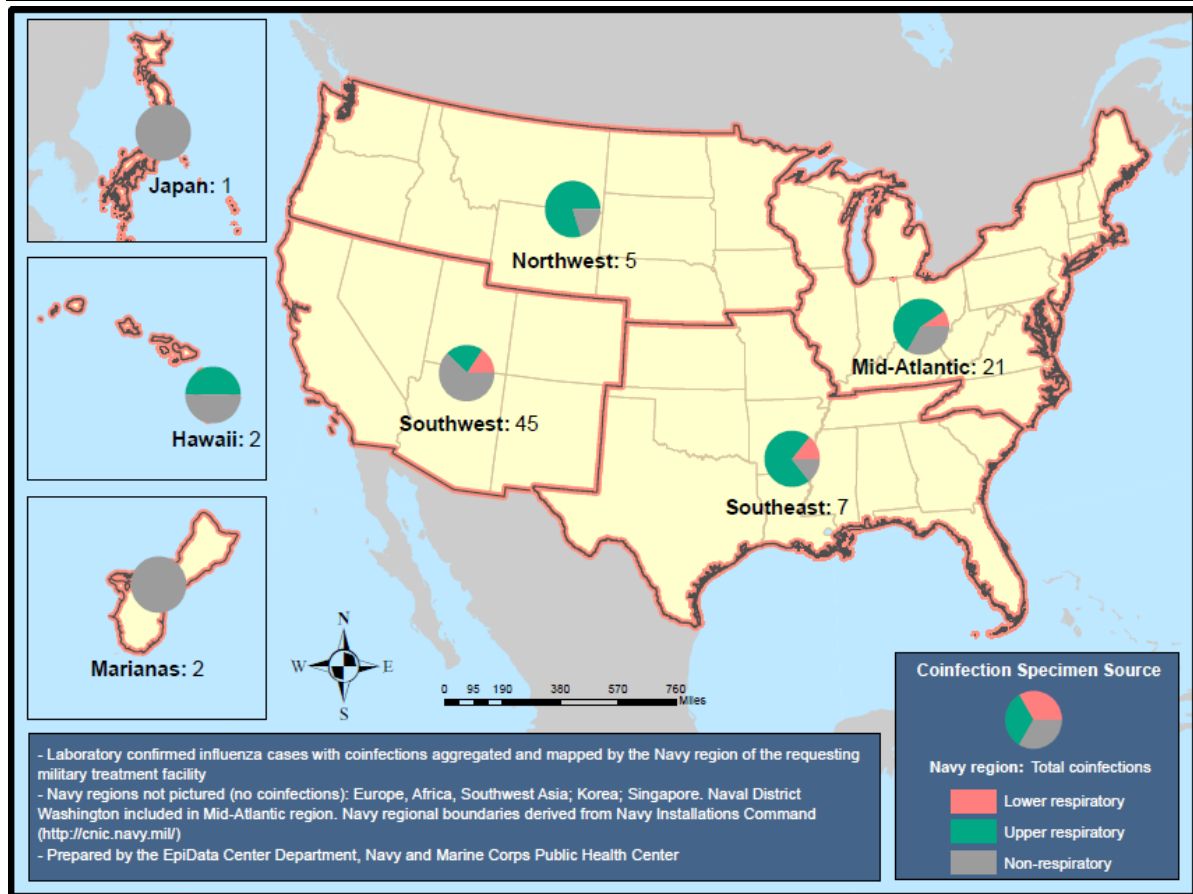 Japan: 1
Northwest: 5
Mid-Atlantic: 21
Southwest: 45
Hawaii: 2
Southeast: 7
Marianas: 2
N
W E
S
0 95 190 380 570 760
Miles
Coinfection Specimen Source
Navy region: Total coinfections
Lower respiratory
Upper respiratory
Non-respiratory
- Laboratory confirmed influenza cases with coinfections aggregated and mapped by the Navy region of the requesting
military treatment facility
- Navy regions not pictured (no coinfections): Europe, Africa, Southwest Asia; Korea; Singapore. Naval District
Washington included in Mid-Atlantic region. Navy regional boundaries derived from Navy Installations Command
(http://cnic.navy.mil/)
- Prepared by the EpiData Center Department, Navy and Marine Corps Public Health Center